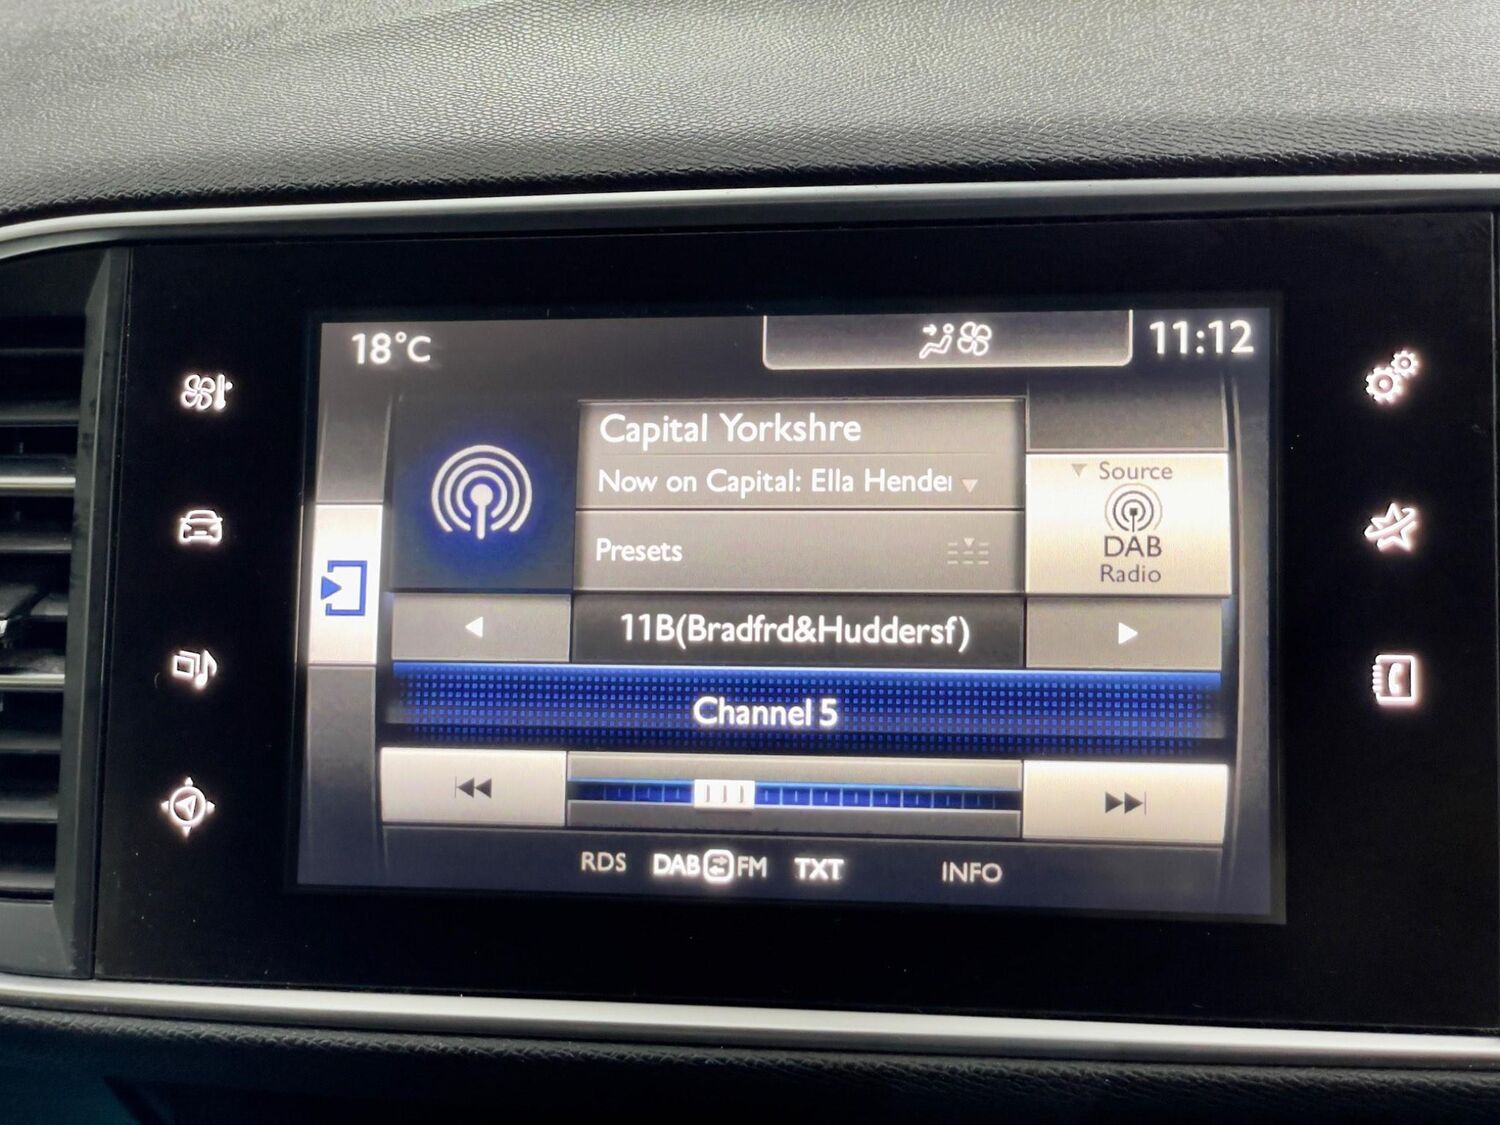 18°C
11:12
Capital Yorkshre
Now on Capital: Ella Hender
Source
DAB
Radio
Presets
11B(Bradfrd&Huddersf)
Channel 5
RDS DAB FM TXT INFO